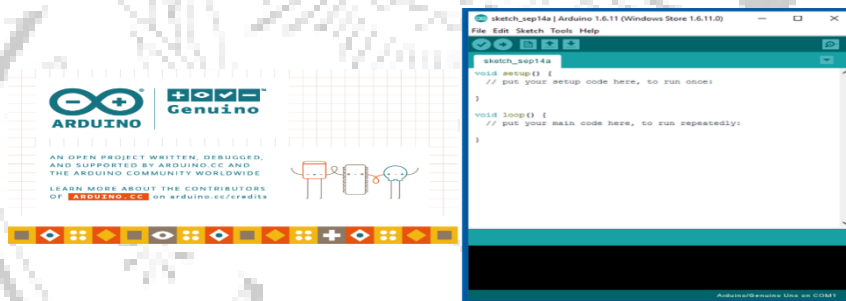 ARDUINO
Genuino
AN OPEN PROJECT WRITTEN, DEBUGGED,
AND SUPPORTED BY ARDUINO.CC AND
THE ARDUINO COMMUNITY WORLDWIDE
LEARN MORE ABOUT THE CONTRIBUTORS
OF ARDUINO.CC on arduino.cc/credits
sketch_sep14a | Arduino 1.6.11 (Windows Store 1.6.11.0)
File Edit Sketch Tools Help
sketch_sep14a
void setup() {
// put your setup code here, to run once:
}
void loop() {
// put your main code here, to run repeatedly:
}
Arduino/Genuino Uno on COM1